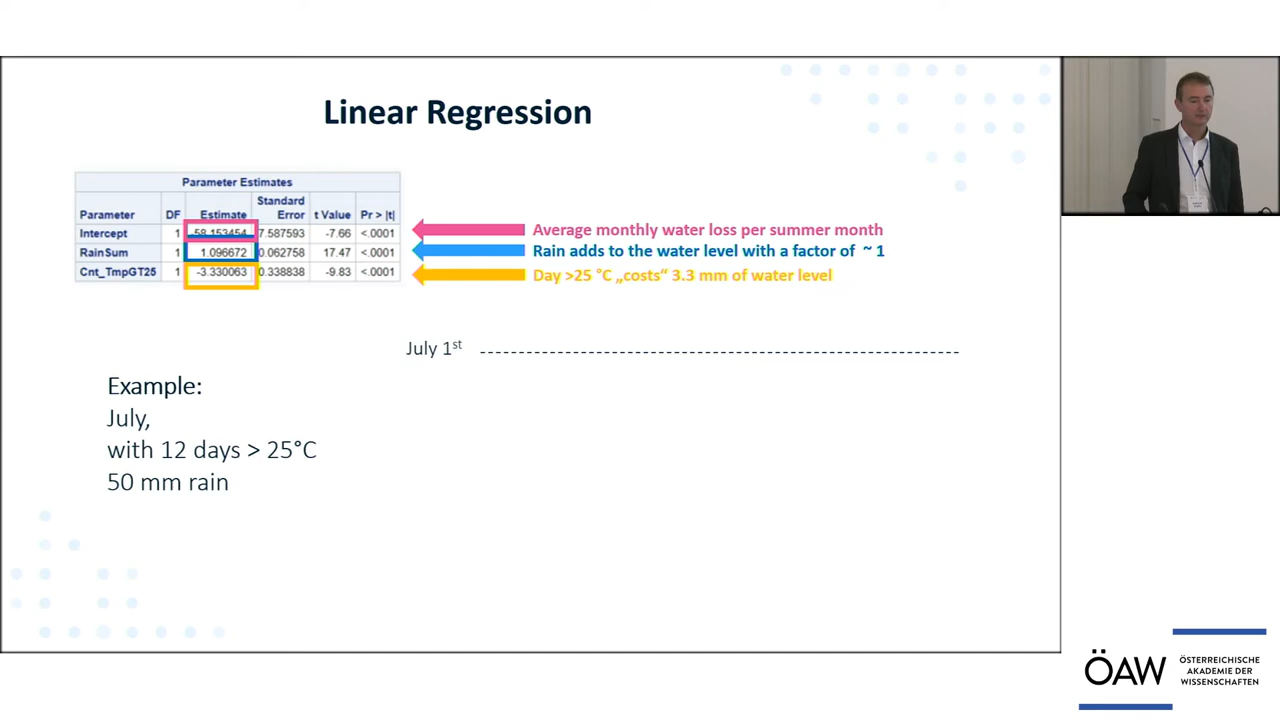 Linear Regression
Parameter Estimates
Parameter DF Estimate Standard Error t Value Pr > |t|
Intercept 1 -58.153454 7.587593 -7.66 <.0001
RainSum 1 1.096672 0.062758 17.47 <.0001
Cnt_TmpGT25 1 -3.330063 0.338838 -9.83 <.0001
Average monthly water loss per summer month
Rain adds to the water level with a factor of ~ 1
Day >25 °C „costs“ 3.3 mm of water level
July 1st
Example:
July,
with 12 days > 25°C
50 mm rain
ÖAW
ÖSTERREICHISCHE
AKADEMIE DER
WISSENSCHAFTEN